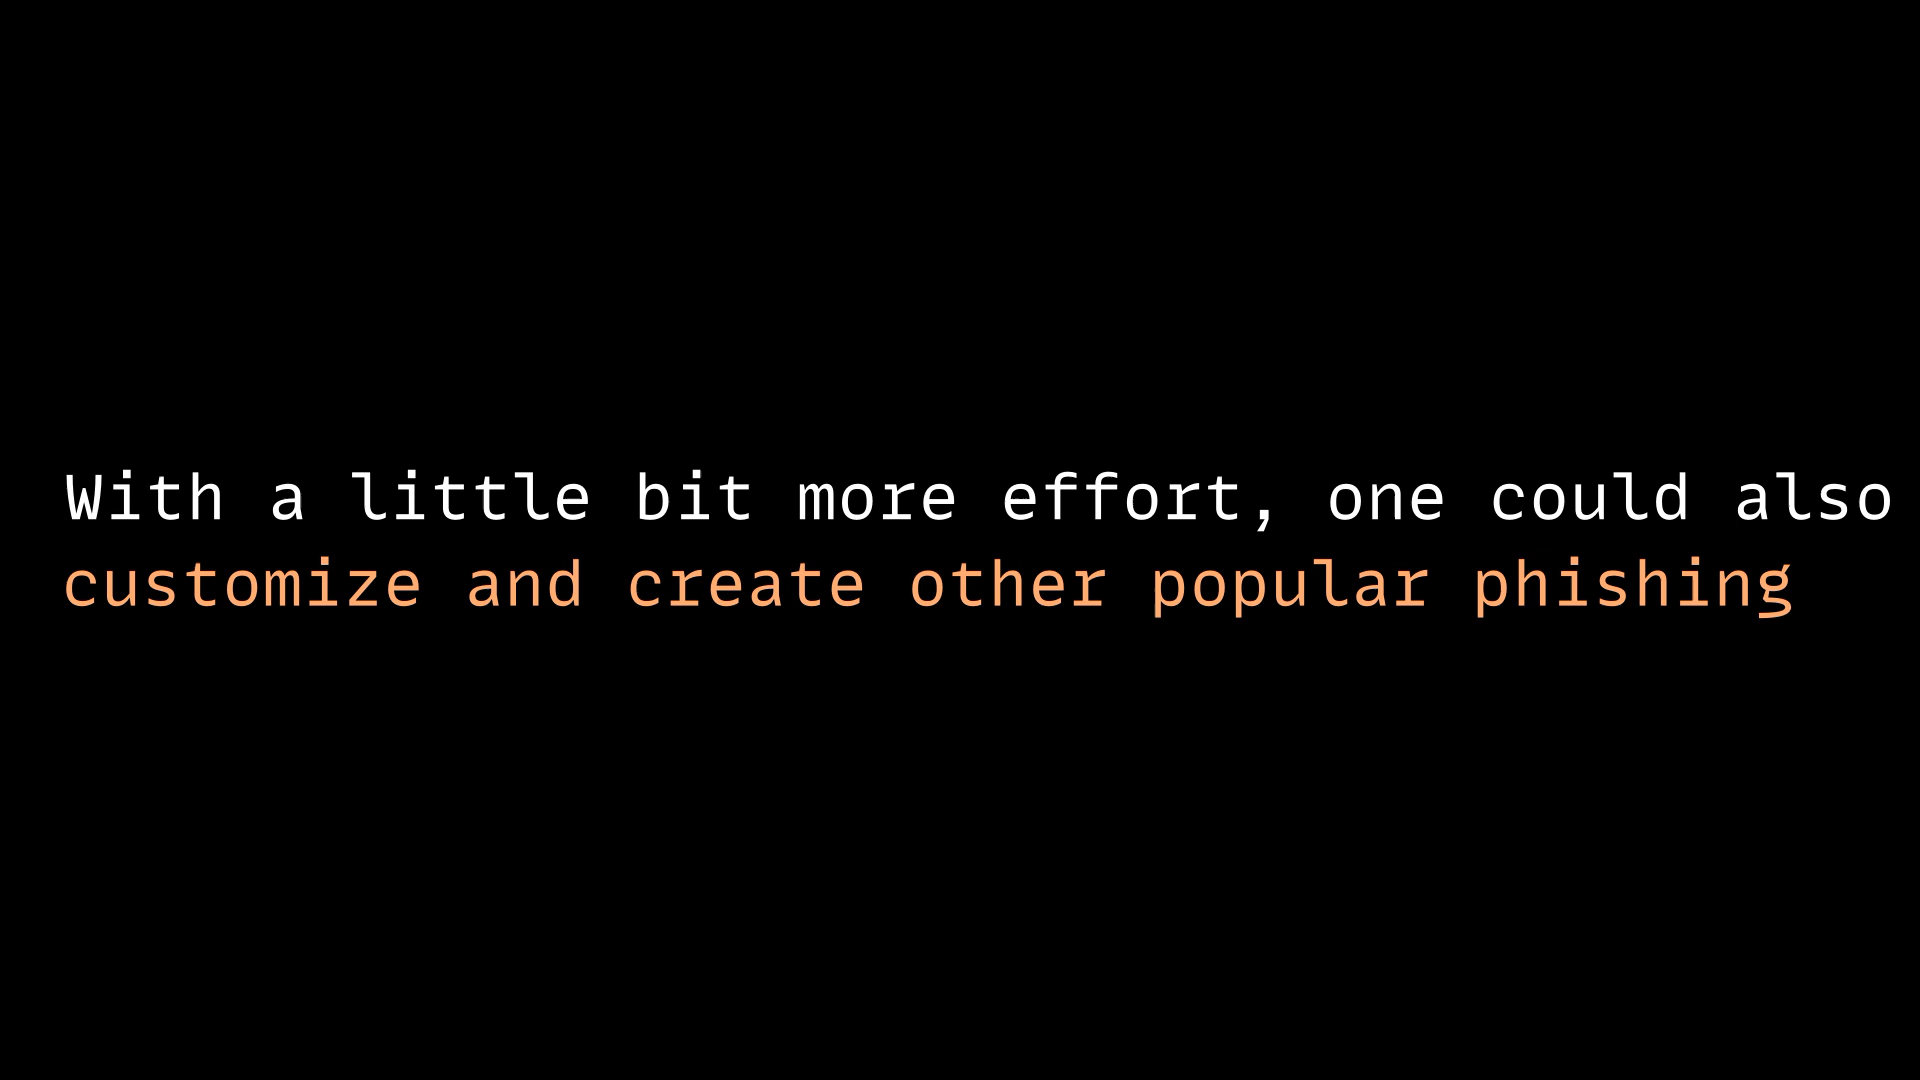 With a little bit more effort, one could also
customize and create other popular phishing